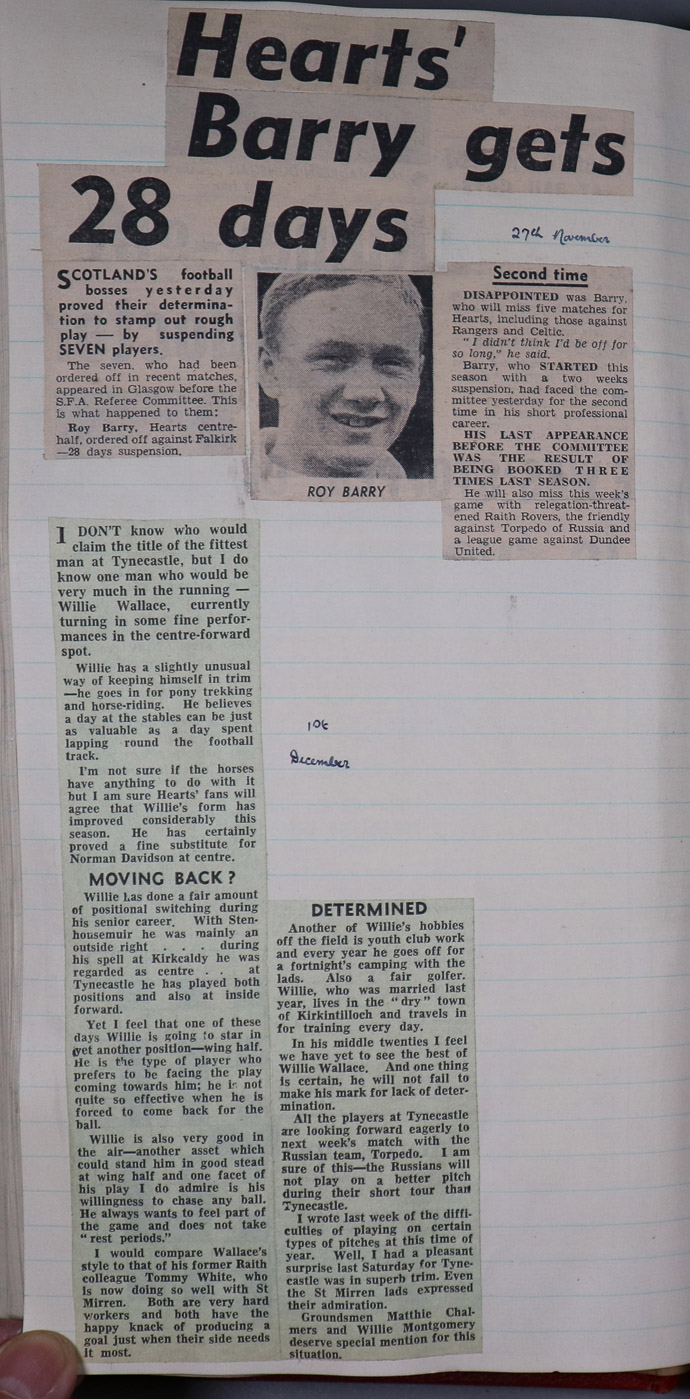 Hearts'
Barry gets
28 days
27th November
SCOTLAND'S football
bosses yesterday
proved their determina-
tion to stamp out rough
play — by suspending
SEVEN players.
The seven, who had been
ordered off in recent matches,
appeared in Glasgow before the
S.F.A. Referee Committee. This
is what happened to them:
Roy Barry, Hearts centre-
half, ordered off against Falkirk
—28 days suspension.
ROY BARRY
Second time
DISAPPOINTED was Barry,
who will miss five matches for
Hearts, including those against
Rangers and Celtic.
"I didn't think I'd be off for
so long," he said.
Barry, who STARTED this
season with a two weeks
suspension, had faced the com-
mittee yesterday for the second
time in his short professional
career.
HIS LAST APPEARANCE
BEFORE THE COMMITTEE
WAS THE RESULT OF
BEING BOOKED THREE
TIMES LAST SEASON.
He will also miss this week's
game with relegation-threat-
ened Raith Rovers, the friendly
against Torpedo of Russia and
a league game against Dundee
United.
I DON'T know who would
claim the title of the fittest
man at Tynecastle, but I do
know one man who would be
very much in the running —
Willie Wallace, currently
turning in some fine perfor-
mances in the centre-forward
spot.
Willie has a slightly unusual
way of keeping himself in trim
—he goes in for pony trekking
and horse-riding. He believes
a day at the stables can be just
as valuable as a day spent
lapping round the football
track.
I'm not sure if the horses
have anything to do with it
but I am sure Hearts' fans will
agree that Willie's form has
improved considerably this
season. He has certainly
proved a fine substitute for
Norman Davidson at centre.
MOVING BACK?
Willie has done a fair amount
of positional switching during
his senior career. With Sten-
housemuir he was mainly an
outside right . . . during
his spell at Kirkcaldy he was
regarded as centre . . at
Tynecastle he has played both
positions and also at inside
forward.
Yet I feel that one of these
days Willie is going to star in
yet another position—wing half.
He is the type of player who
prefers to be facing the play
coming towards him; he is not
quite so effective when he is
forced to come back for the
ball.
Willie is also very good in
the air—another asset which
could stand him in good stead
at wing half and one facet of
his play I do admire is his
willingness to chase any ball.
He always wants to feel part of
the game and does not take
"rest periods."
I would compare Wallace's
style to that of his former Raith
colleague Tommy White, who
is now doing so well with St
Mirren. Both are very hard
workers and both have the
happy knack of producing a
goal just when their side needs
it most.
December
DETERMINED
Another of Willie's hobbies
off the field is youth club work
and every year he goes off for
a fortnight's camping with the
lads. Also a fair golfer.
Willie, who was married last
year, lives in the "dry" town
of Kirkintilloch and travels in
for training every day.
In his middle twenties I feel
we have yet to see the best of
Willie Wallace. And one thing
is certain, he will not fail to
make his mark for lack of deter-
mination.
All the players at Tynecastle
are looking forward eagerly to
next week's match with the
Russian team, Torpedo. I am
sure of this—the Russians will
not play on a better pitch
during their short tour than
Tynecastle.
I wrote last week of the diffi-
culties of playing on certain
types of pitches at this time of
year. Well, I had a pleasant
surprise last Saturday for Tyne-
castle was in superb trim. Even
the St Mirren lads expressed
their admiration.
Groundsmen Matthie Chal-
mers and Willie Montgomery
deserve special mention for this
situation.